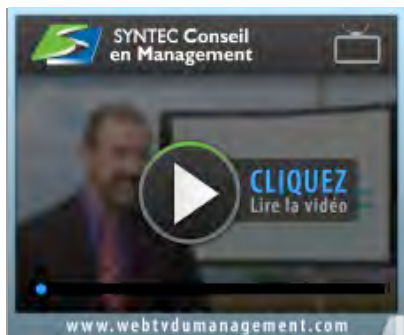 SYNTEC Conseil
en Management
CLIQUEZ
Lire la vidéo
www.webtvdumanagement.com